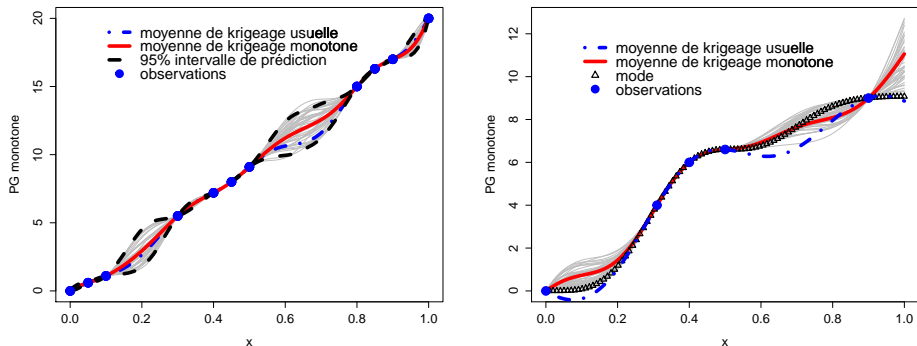 moyenne de krigeage usuelle
moyenne de krigeage monotone
95% intervalle de prédiction
observations
PG monotone
0
5
10
15
20
0.0
0.2
0.4
0.6
0.8
1.0
x
moyenne de krigeage usuelle
moyenne de krigeage monotone
mode
observations
PG monotone
0
2
4
6
8
10
12
0.0
0.2
0.4
0.6
0.8
1.0
x